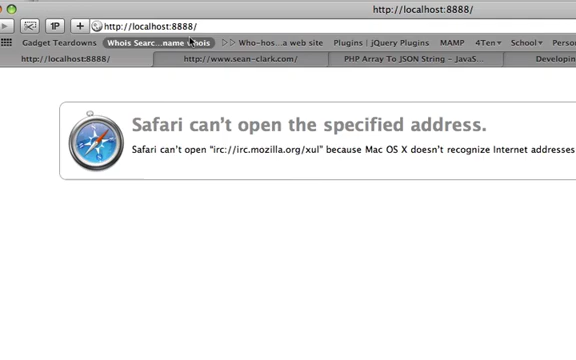 http://localhost:8888/
1P + http://localhost:8888/
Gadget Teardowns Whois Searc...name Whois Who-hos...a web site Plugins | jQuery Plugins MAMP 4Ten School Perso
http://localhost:8888/ http://www.sean-clark.com/ PHP Array To JSON String - JavaS... Developin
Safari can't open the specified address.
Safari can't open "irc://irc.mozilla.org/xul" because Mac OS X doesn't recognize Internet addresses